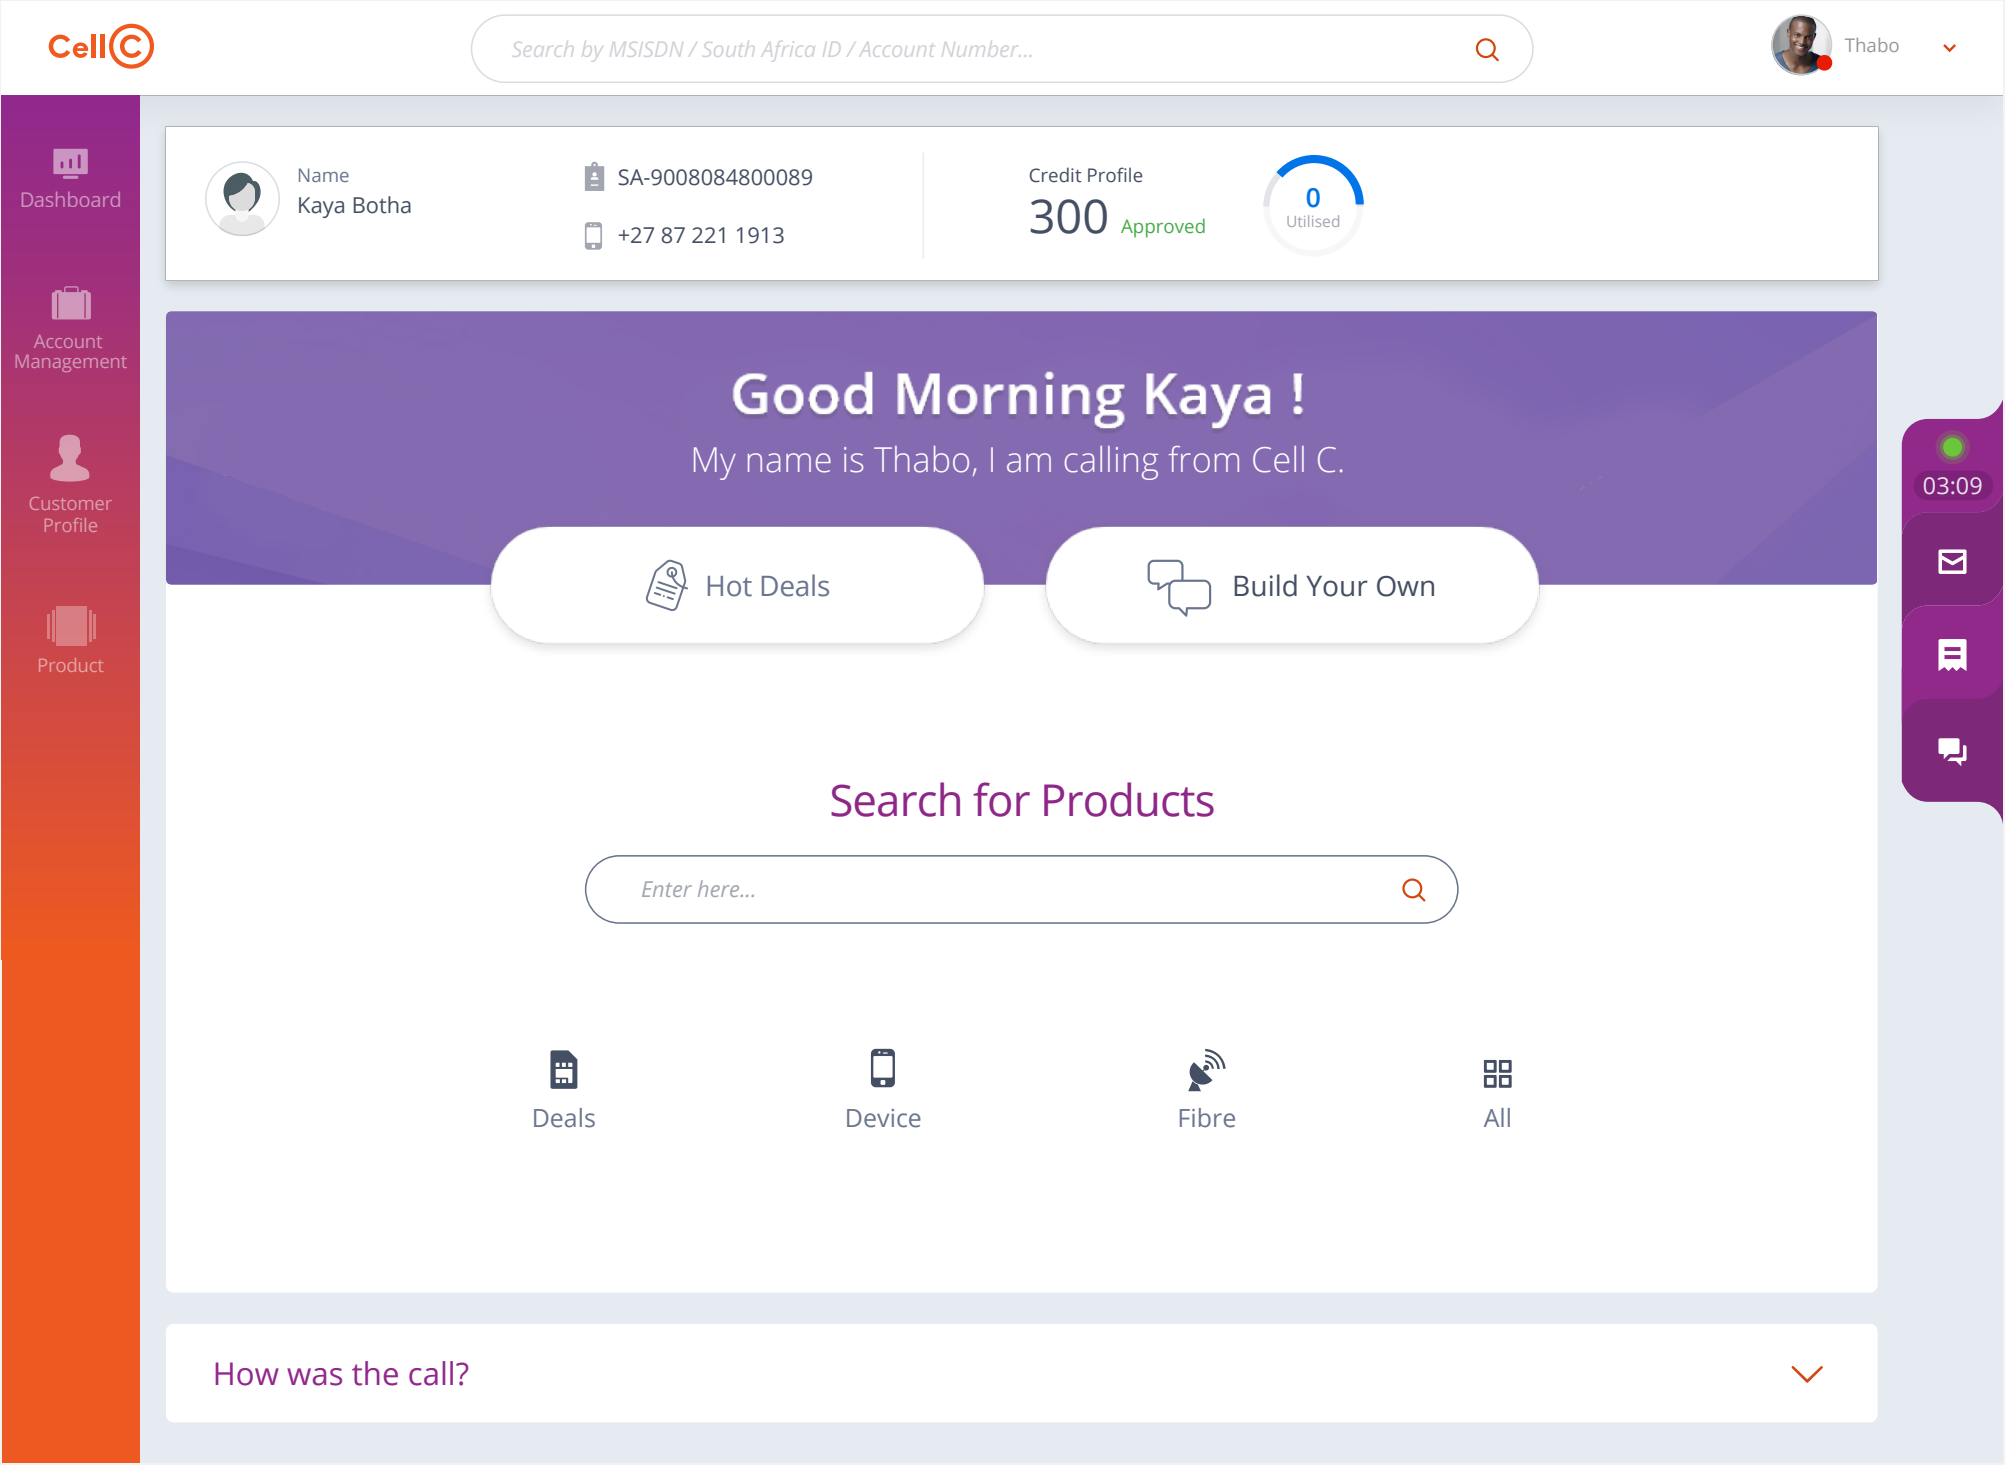 Cell C
Search by MSISDN / South Africa ID / Account Number...
Thabo
Dashboard
Account
Management
Customer
Profile
Product
Name
Kaya Botha
SA-9008084800089
+27 87 221 1913
Credit Profile
300 Approved
0
Utilised
Good Morning Kaya !
My name is Thabo, I am calling from Cell C.
Hot Deals
Build Your Own
03:09
Search for Products
Enter here...
Deals
Device
Fibre
All
How was the call?